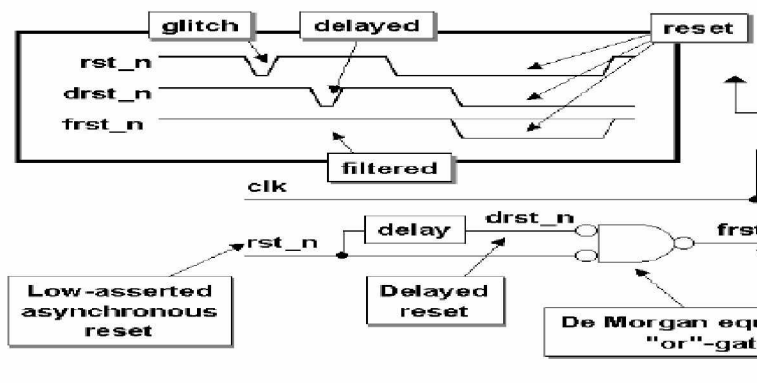 glitch
delayed
reset
rst_n
drst_n
frst_n
filtered
clk
rst_n
delay
drst_n
frst
Low-asserted
asynchronous
reset
Delayed
reset
De Morgan equ
"or"-gat